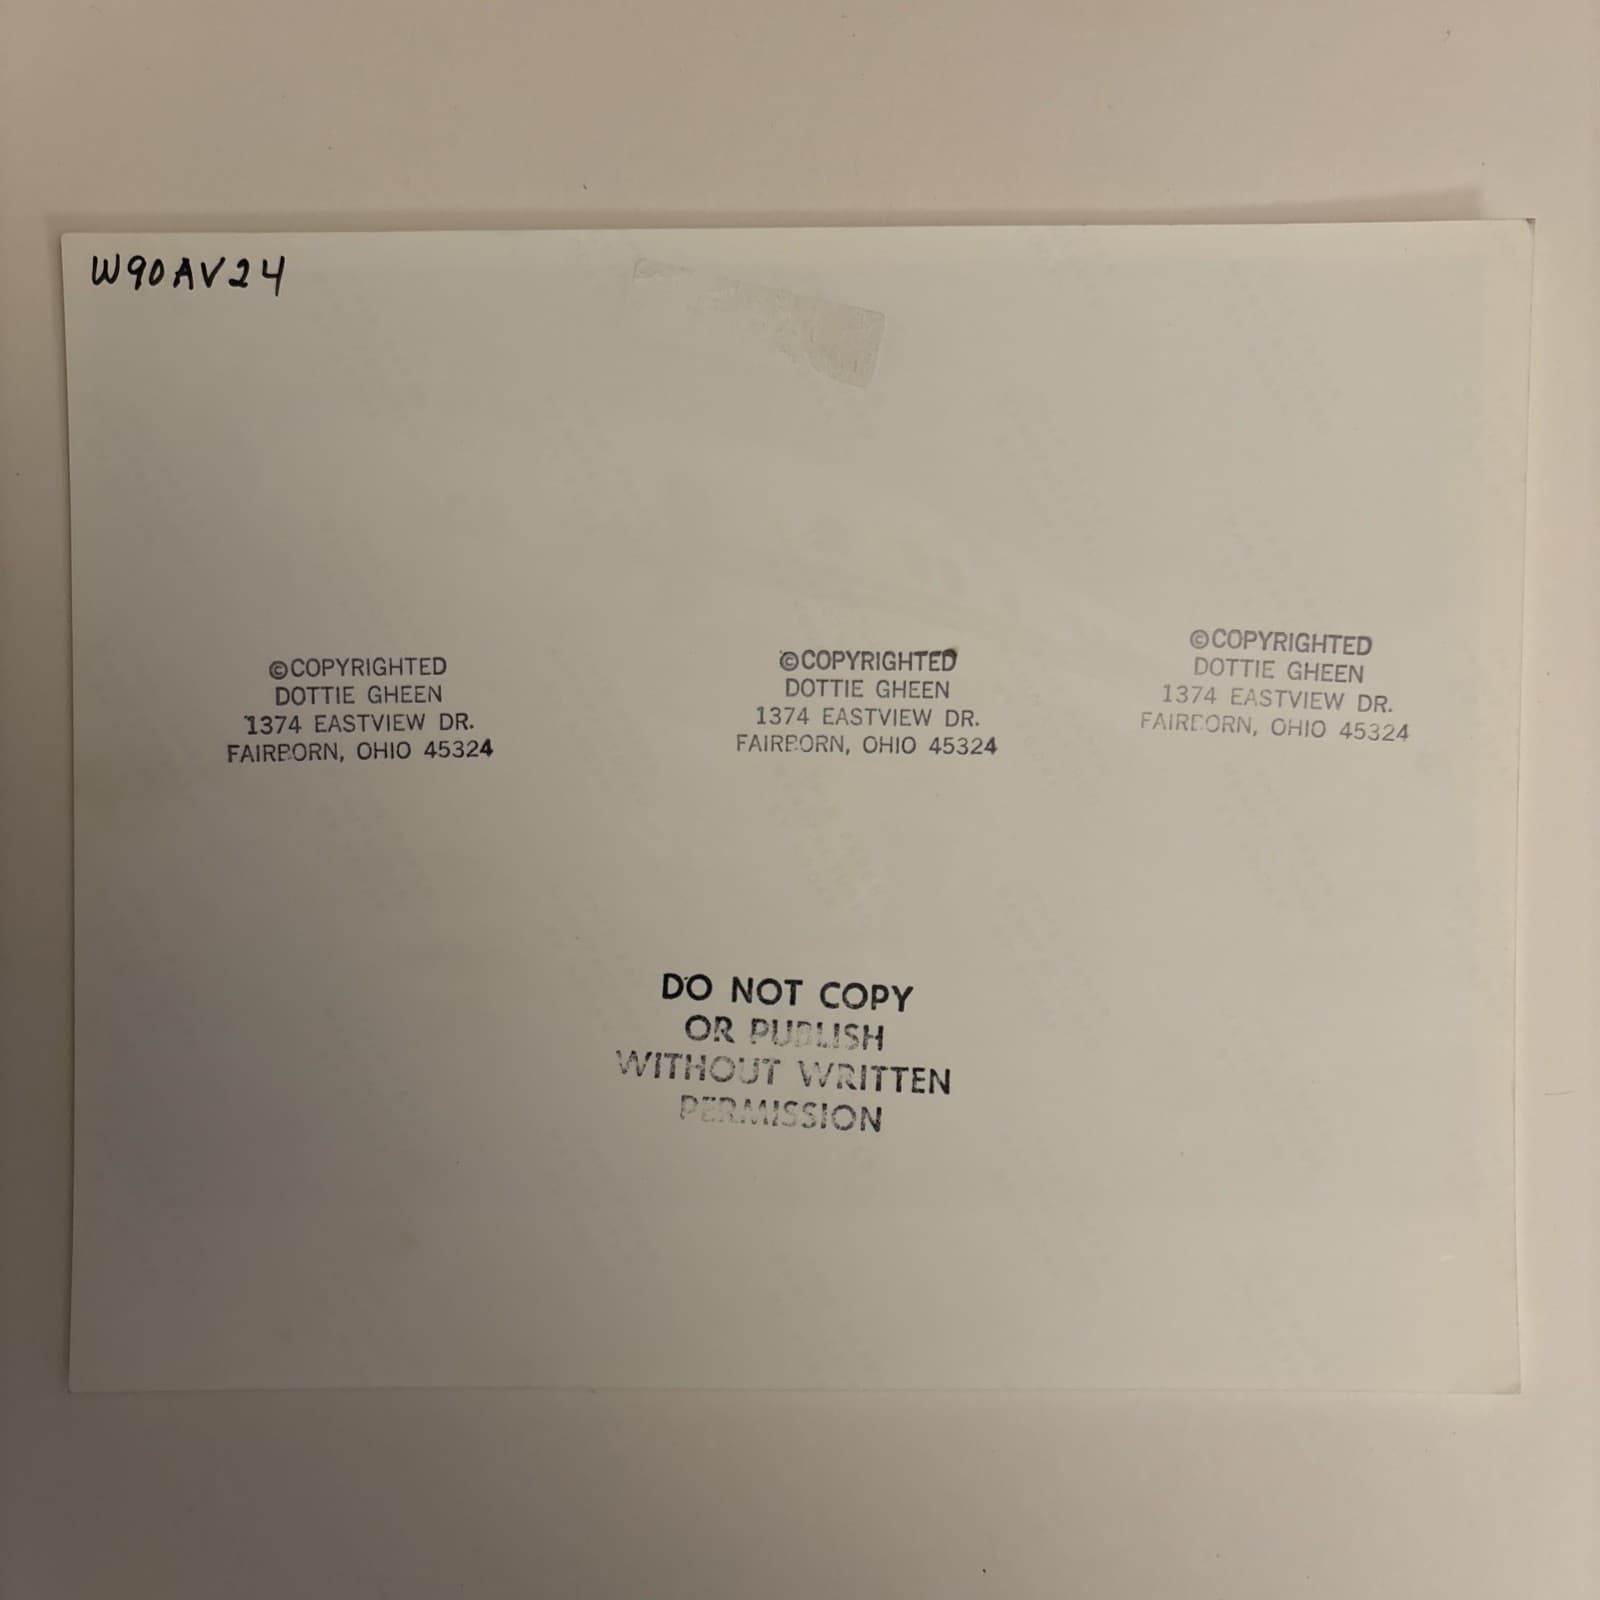 W90AV24
©COPYRIGHTED
DOTTIE GHEEN
1374 EASTVIEW DR.
FAIRBORN, OHIO 45324
©COPYRIGHTED
DOTTIE GHEEN
1374 EASTVIEW DR.
FAIRBORN, OHIO 45324
©COPYRIGHTED
DOTTIE GHEEN
1374 EASTVIEW DR.
FAIRBORN, OHIO 45324
DO NOT COPY
OR PUBLISH
WITHOUT WRITTEN
PERMISSION